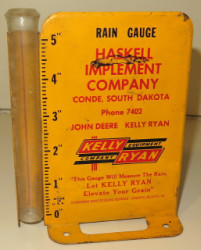 RAIN GAUGE
HASKELL
IMPLEMENT
COMPANY
CONDE, SOUTH DAKOTA
Phone 7402
JOHN DEERE KELLY RYAN
KELLY EQUIPMENT
COMPANY RYAN
"This Gauge Will Measure The Rain,
Let KELLY RYAN
Elevate Your Grain"
5"
4"
3"
2"
1"
0"